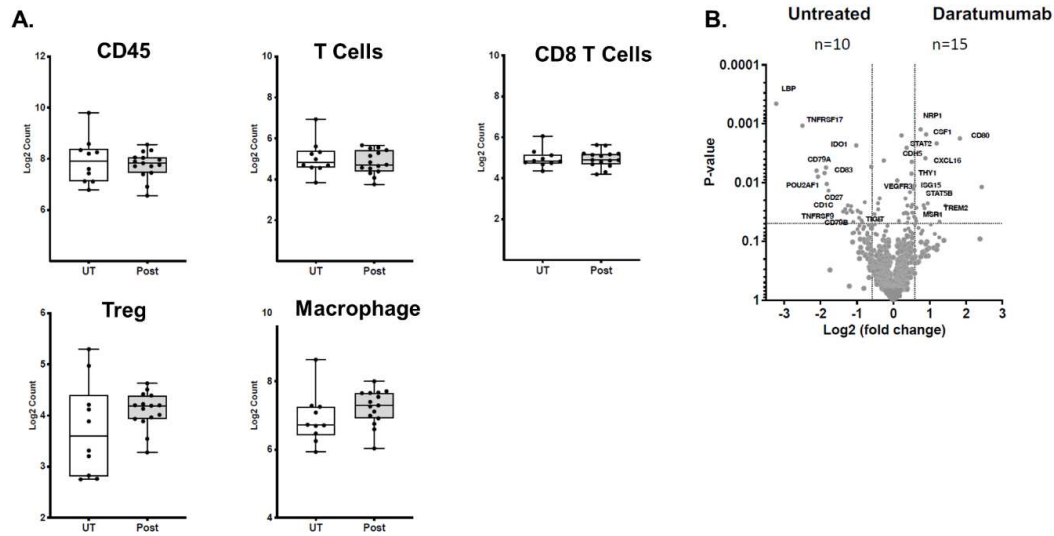 A.
CD45
12
10
8
6
Log2 Count
UT
Post
T Cells
10
8
6
4
2
0
Log2 Count
UT
Post
CD8 T Cells
10
8
6
4
2
Log2 Count
UT
Post
Treg
6
5
4
3
2
Log2 Count
UT
Post
Macrophage
10
8
6
4
Log2 Count
UT
Post
B.
Untreated
Daratumumab
n=10
n=15
0.0001
0.001
0.01
0.1
1
P-value
LBP
TNFRSF17
NRP1
CSF1
CD80
IDO1
STAT2
CDH5
CXCL16
CD79A
CD83
THY1
POU2AF1
VEGFR3
ISG15
STAT5B
CD27
CD1C
TREM2
MSR1
TNFRSF9
TIGIT
CD79B
-3
-2
-1
0
1
2
3
Log2 (fold change)